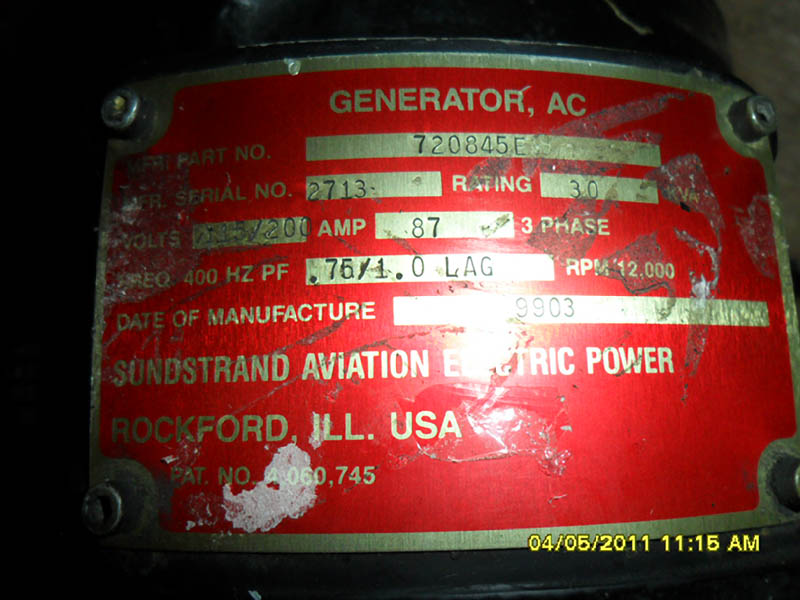 GENERATOR, AC
MFR. PART NO. 720845E
MFR. SERIAL NO. 2713 RATING 30 KVA
VOLTS 115/200 AMP 87 3 PHASE
FREQ. 400 HZ PF .75/1.0 LAG RPM 12,000
DATE OF MANUFACTURE 9903
SUNDSTRAND AVIATION ELECTRIC POWER
ROCKFORD, ILL. USA
PAT. NO. 4,060,745
04/05/2011 11:15 AM